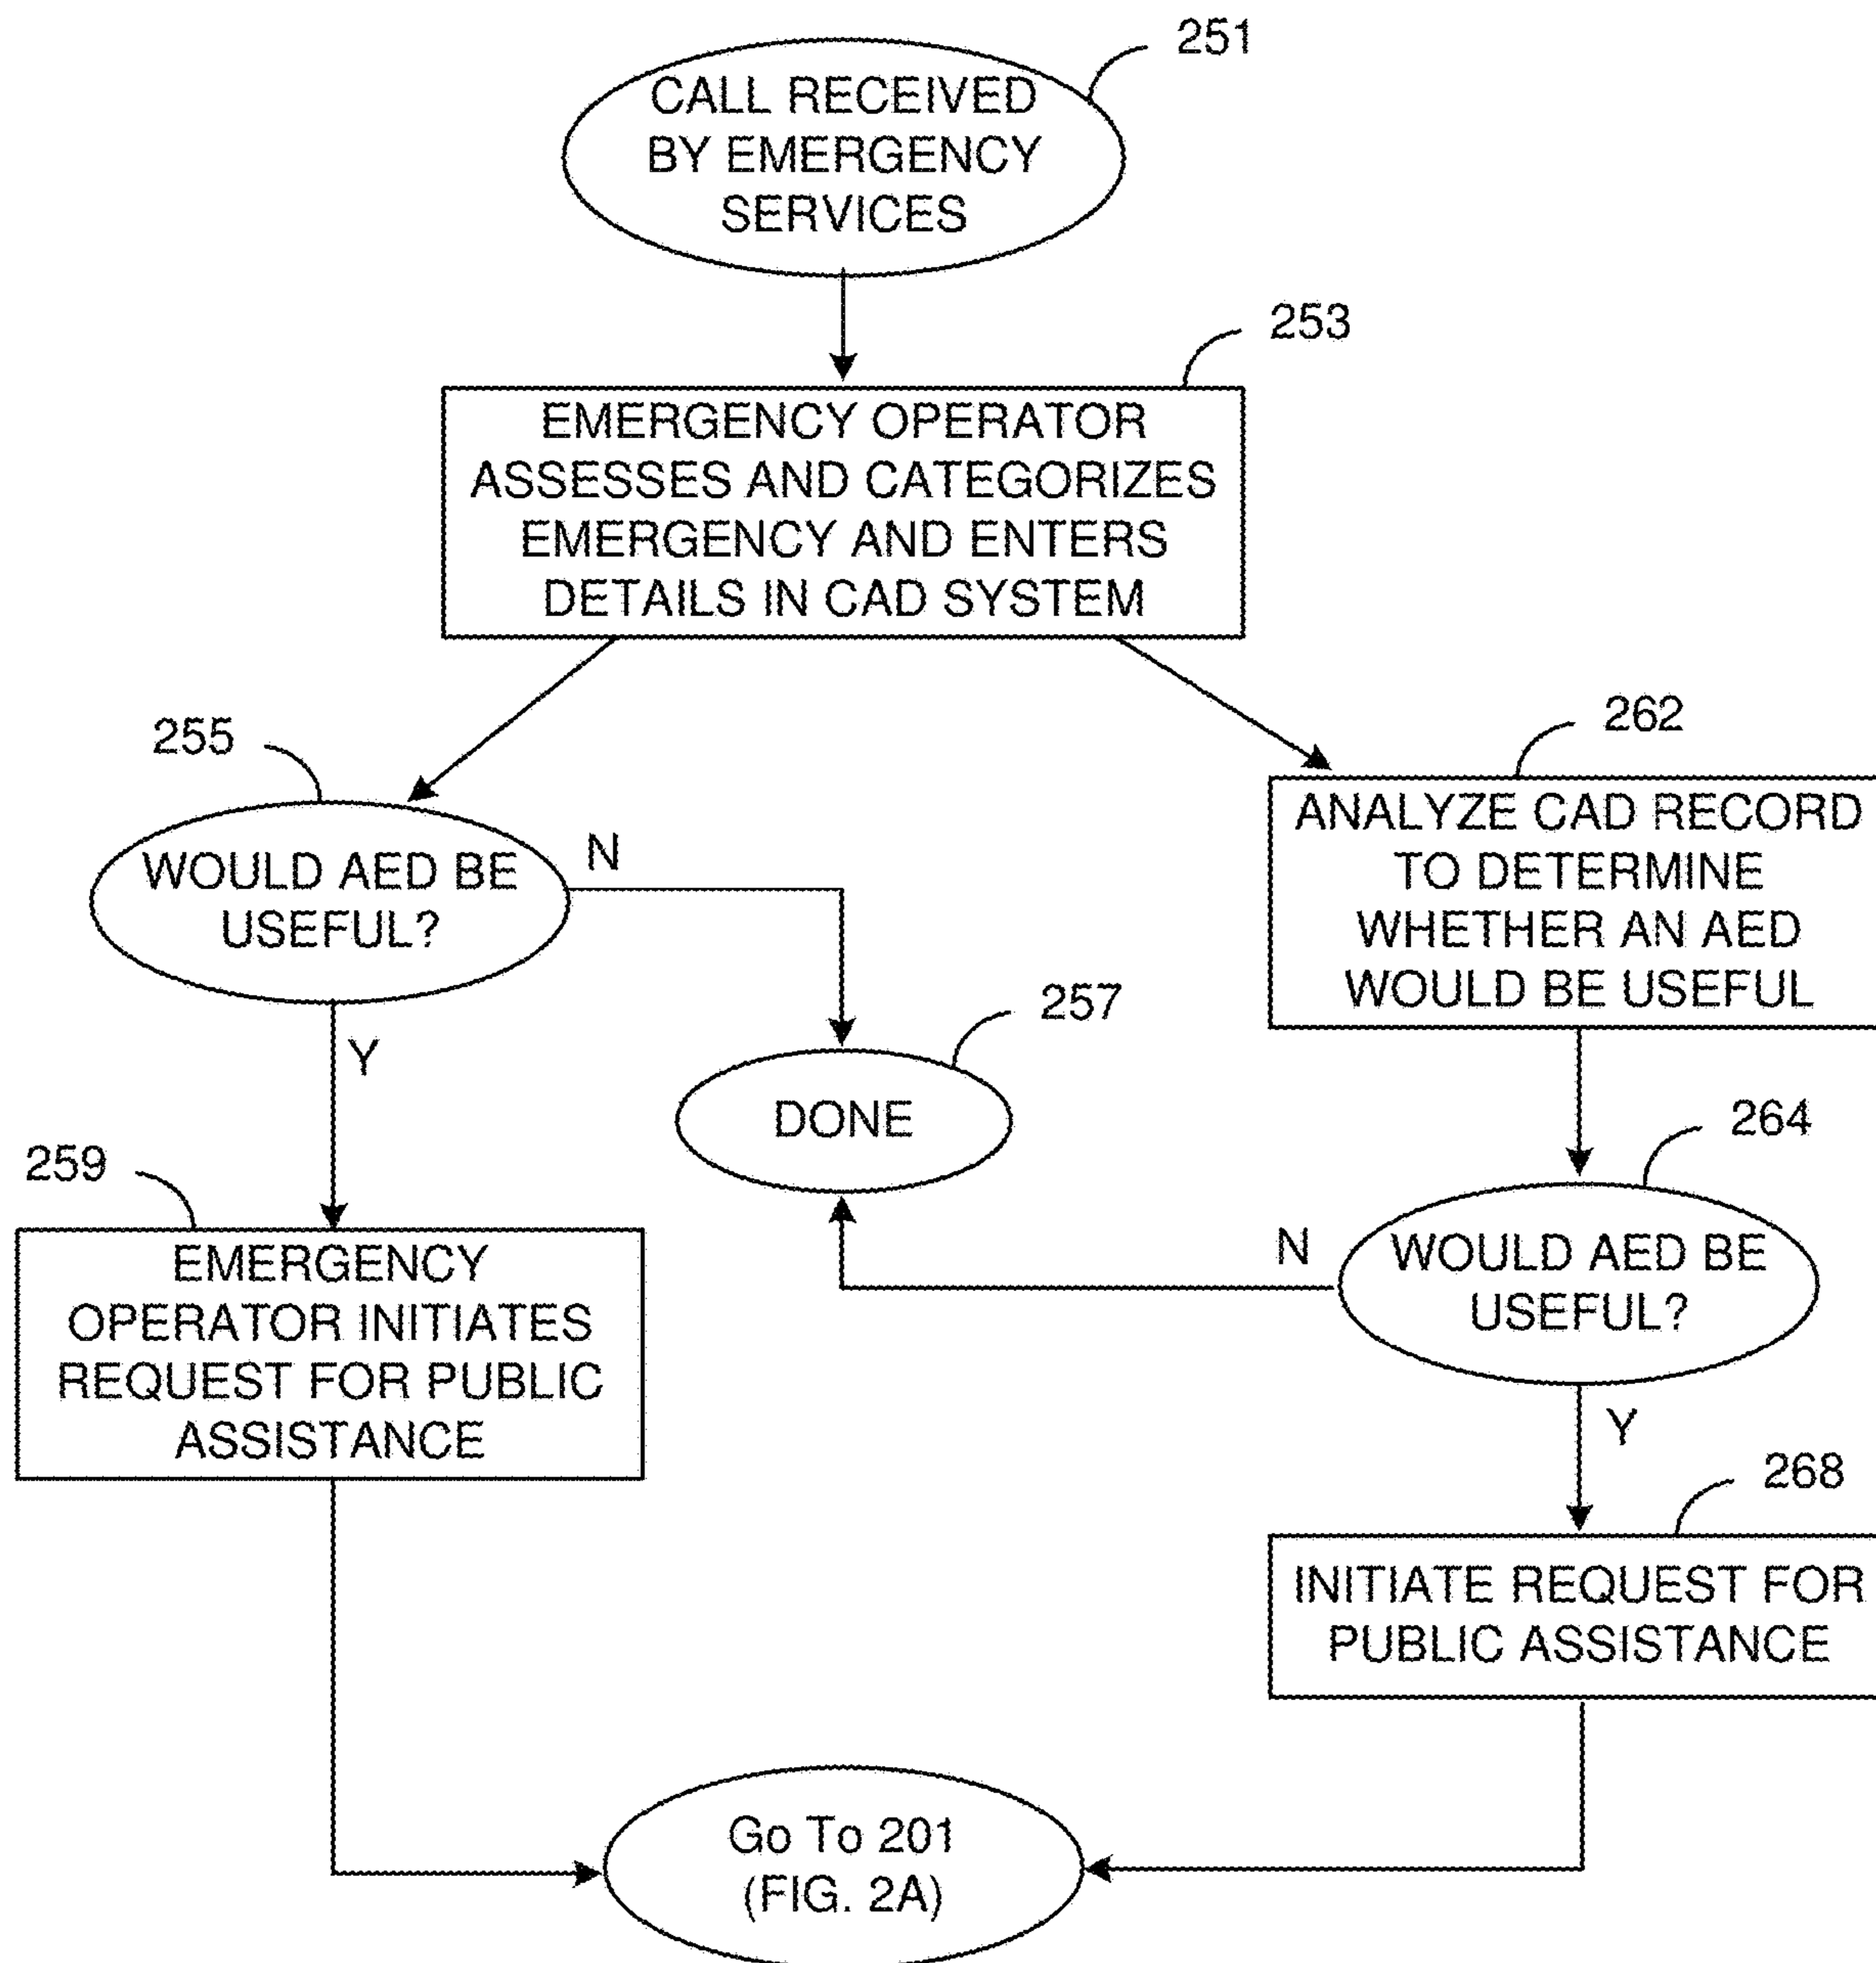 251
CALL RECEIVED
BY EMERGENCY
SERVICES
253
EMERGENCY OPERATOR
ASSESSES AND CATEGORIZES
EMERGENCY AND ENTERS
DETAILS IN CAD SYSTEM
255
WOULD AED BE
USEFUL?
N
Y
262
ANALYZE CAD RECORD
TO DETERMINE
WHETHER AN AED
WOULD BE USEFUL
257
DONE
264
WOULD AED BE
USEFUL?
N
Y
259
EMERGENCY
OPERATOR INITIATES
REQUEST FOR PUBLIC
ASSISTANCE
268
INITIATE REQUEST FOR
PUBLIC ASSISTANCE
Go To 201
(FIG. 2A)